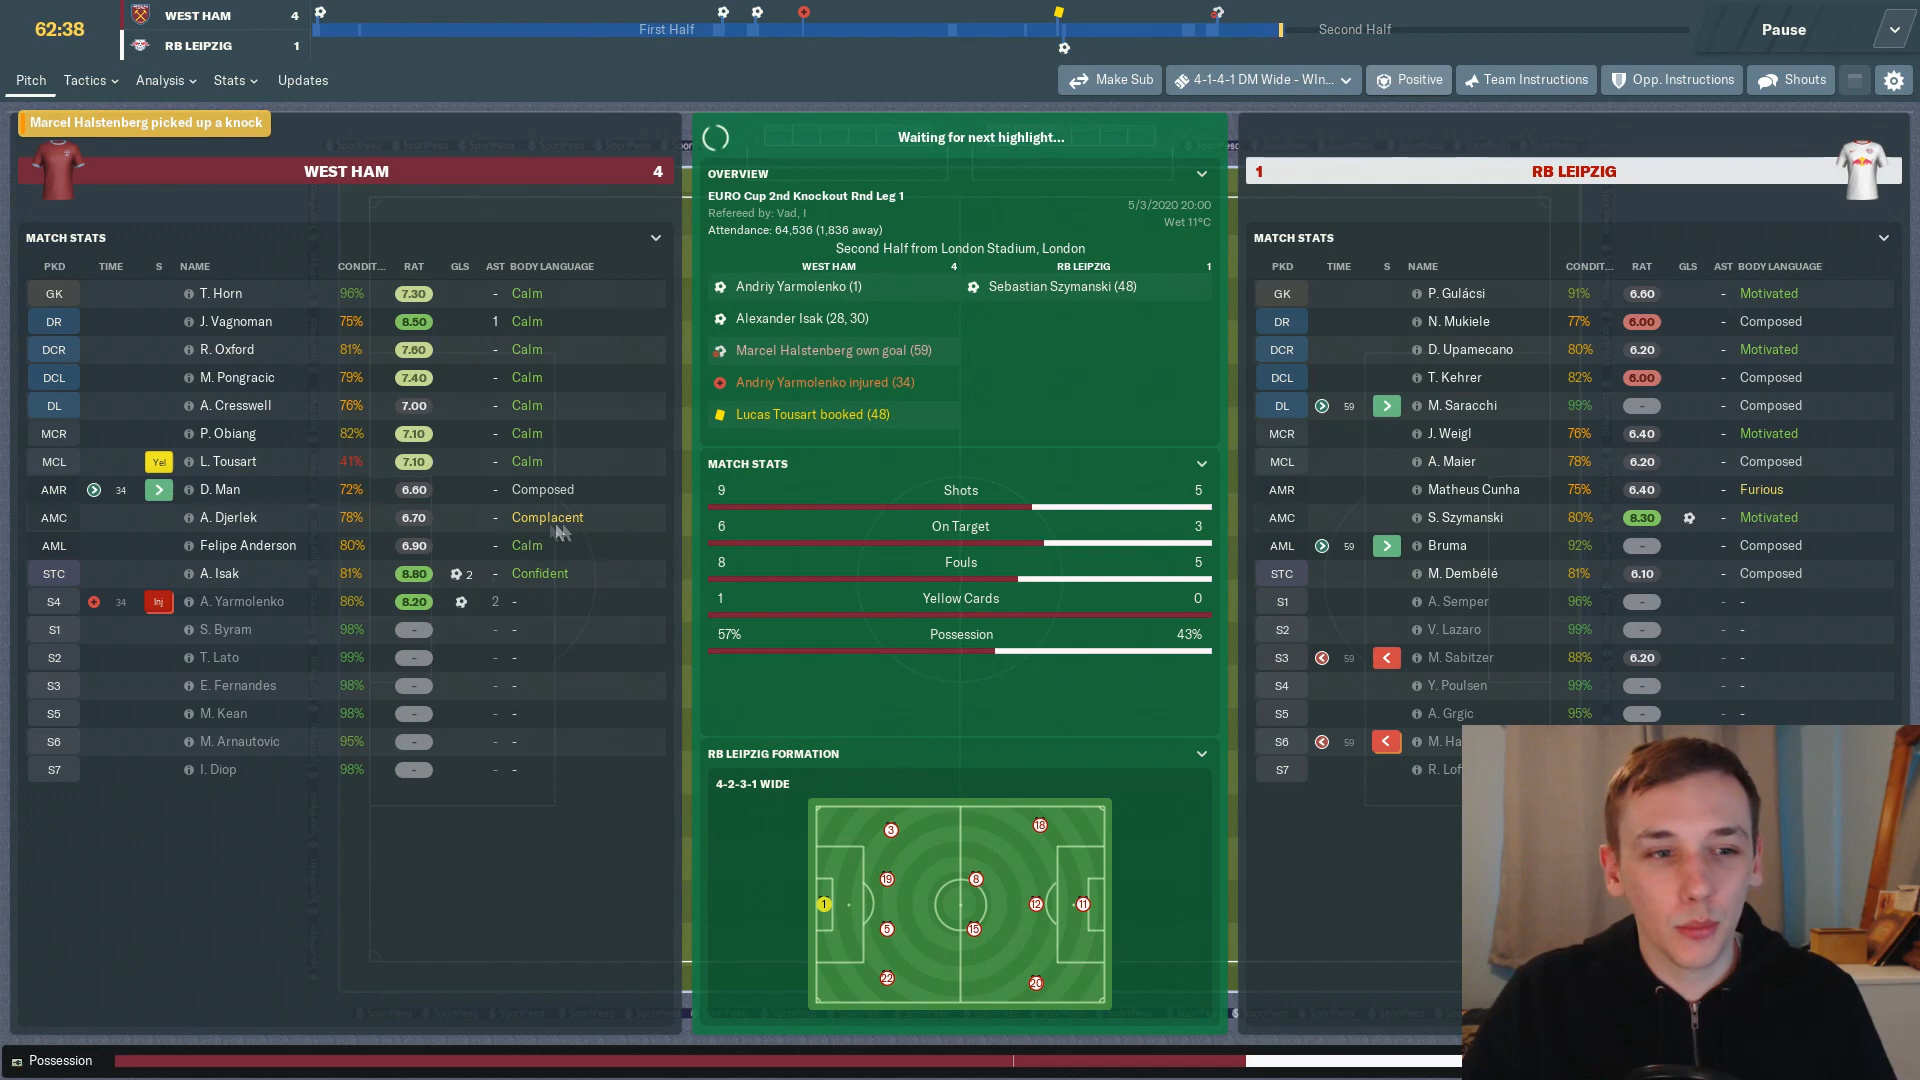 62:38
WEST HAM 4
RB LEIPZIG 1
First Half
Second Half
Pause
Pitch
Tactics
Analysis
Stats
Updates
Make Sub
4-1-4-1 DM Wide - WIn...
Positive
Team Instructions
Opp. Instructions
Shouts
Marcel Halstenberg picked up a knock
WEST HAM 4
MATCH STATS
PKD TIME S NAME CONDIT... RAT GLS AST BODY LANGUAGE
GK T. Horn 96% 7.30 - Calm
DR J. Vagnoman 75% 8.50 1 Calm
DCR R. Oxford 81% 7.60 - Calm
DCL M. Pongracic 79% 7.40 - Calm
DL A. Cresswell 76% 7.00 - Calm
MCR P. Obiang 82% 7.10 - Calm
MCL Yel L. Tousart 41% 7.10 - Calm
AMR 34 D. Man 72% 6.60 - Composed
AMC A. Djerlek 78% 6.70 - Complacent
AML Felipe Anderson 80% 6.90 - Calm
STC A. Isak 81% 8.80 2 - Confident
S4 34 Inj A. Yarmolenko 86% 8.20 2 -
S1 S. Byram 98% - - -
S2 T. Lato 99% - - -
S3 E. Fernandes 98% - - -
S5 M. Kean 98% - - -
S6 M. Arnautovic 95% - - -
S7 I. Diop 98% - - -
Waiting for next highlight...
OVERVIEW
EURO Cup 2nd Knockout Rnd Leg 1
5/3/2020 20:00
Refereed by: Vad, I
Wet 11°C
Attendance: 64,536 (1,836 away)
Second Half from London Stadium, London
WEST HAM 4 RB LEIPZIG 1
Andriy Yarmolenko (1)
Sebastian Szymanski (48)
Alexander Isak (28, 30)
Marcel Halstenberg own goal (59)
Andriy Yarmolenko injured (34)
Lucas Tousart booked (48)
MATCH STATS
9 Shots 5
6 On Target 3
8 Fouls 5
1 Yellow Cards 0
57% Possession 43%
RB LEIPZIG FORMATION
4-2-3-1 WIDE
3
18
19
8
1
12
11
5
15
22
20
1 RB LEIPZIG
MATCH STATS
PKD TIME S NAME CONDIT... RAT GLS AST BODY LANGUAGE
GK P. Gulácsi 91% 6.60 - Motivated
DR N. Mukiele 77% 6.00 - Composed
DCR D. Upamecano 80% 6.20 - Motivated
DCL T. Kehrer 82% 6.00 - Composed
DL 59 M. Saracchi 99% - - Composed
MCR J. Weigl 76% 6.40 - Motivated
MCL A. Maier 78% 6.20 - Composed
AMR Matheus Cunha 75% 6.40 - Furious
AMC S. Szymanski 80% 8.30 - Motivated
AML 59 Bruma 92% - - Composed
STC M. Dembélé 81% 6.10 - Composed
S1 A. Semper 96% - - -
S2 V. Lazaro 99% - - -
S3 59 M. Sabitzer 88% 6.20 - -
S4 Y. Poulsen 99% - - -
S5 A. Grgic 95% - - -
S6 59 M. Ha
S7 R. Lof
Possession